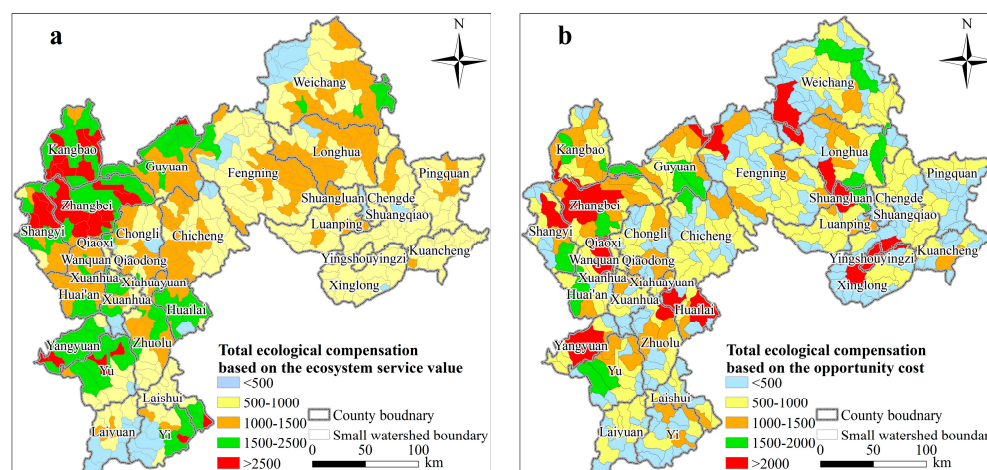 a
N
Weichang
Kangbao
Guyuan
Longhua
Fengning
Pingquan
Zhangbei
Shuangluan Chengde
Shangyi
Chongli
Luanping
Shuangqiao
Qiaoxi
Chicheng
Kuancheng
Wanquan Qiaodong
Yingshouyingzi
Xuanhua
Xiahuayuan
Xinglong
Huai'an
Xuanhua
Huailai
Yangyuan
Zhuolu
Yu
Laishui
Laiyuan
Yi
Total ecological compensation
based on the ecosystem service value
<500
500-1000
1000-1500
1500-2500
>2500
County boudnary
Small watershed boundary
0 50 100
km
b
N
Weichang
Kangbao
Guyuan
Longhua
Fengning
Pingquan
Zhangbei
Shuangluan Chengde
Shangyi
Chongli
Luanping
Shuangqiao
Qiaoxi
Chicheng
Kuancheng
Wanquan Qiaodong
Yingshouyingzi
Xuanhua
Xiahuayuan
Xinglong
Huai'an
Xuanhua
Huailai
Yangyuan
Zhuolu
Yu
Laishui
Laiyuan
Yi
Total ecological compensation
based on the opportunity cost
<500
500-1000
1000-1500
1500-2000
>2000
County boudnary
Small watershed boundary
0 50 100
km